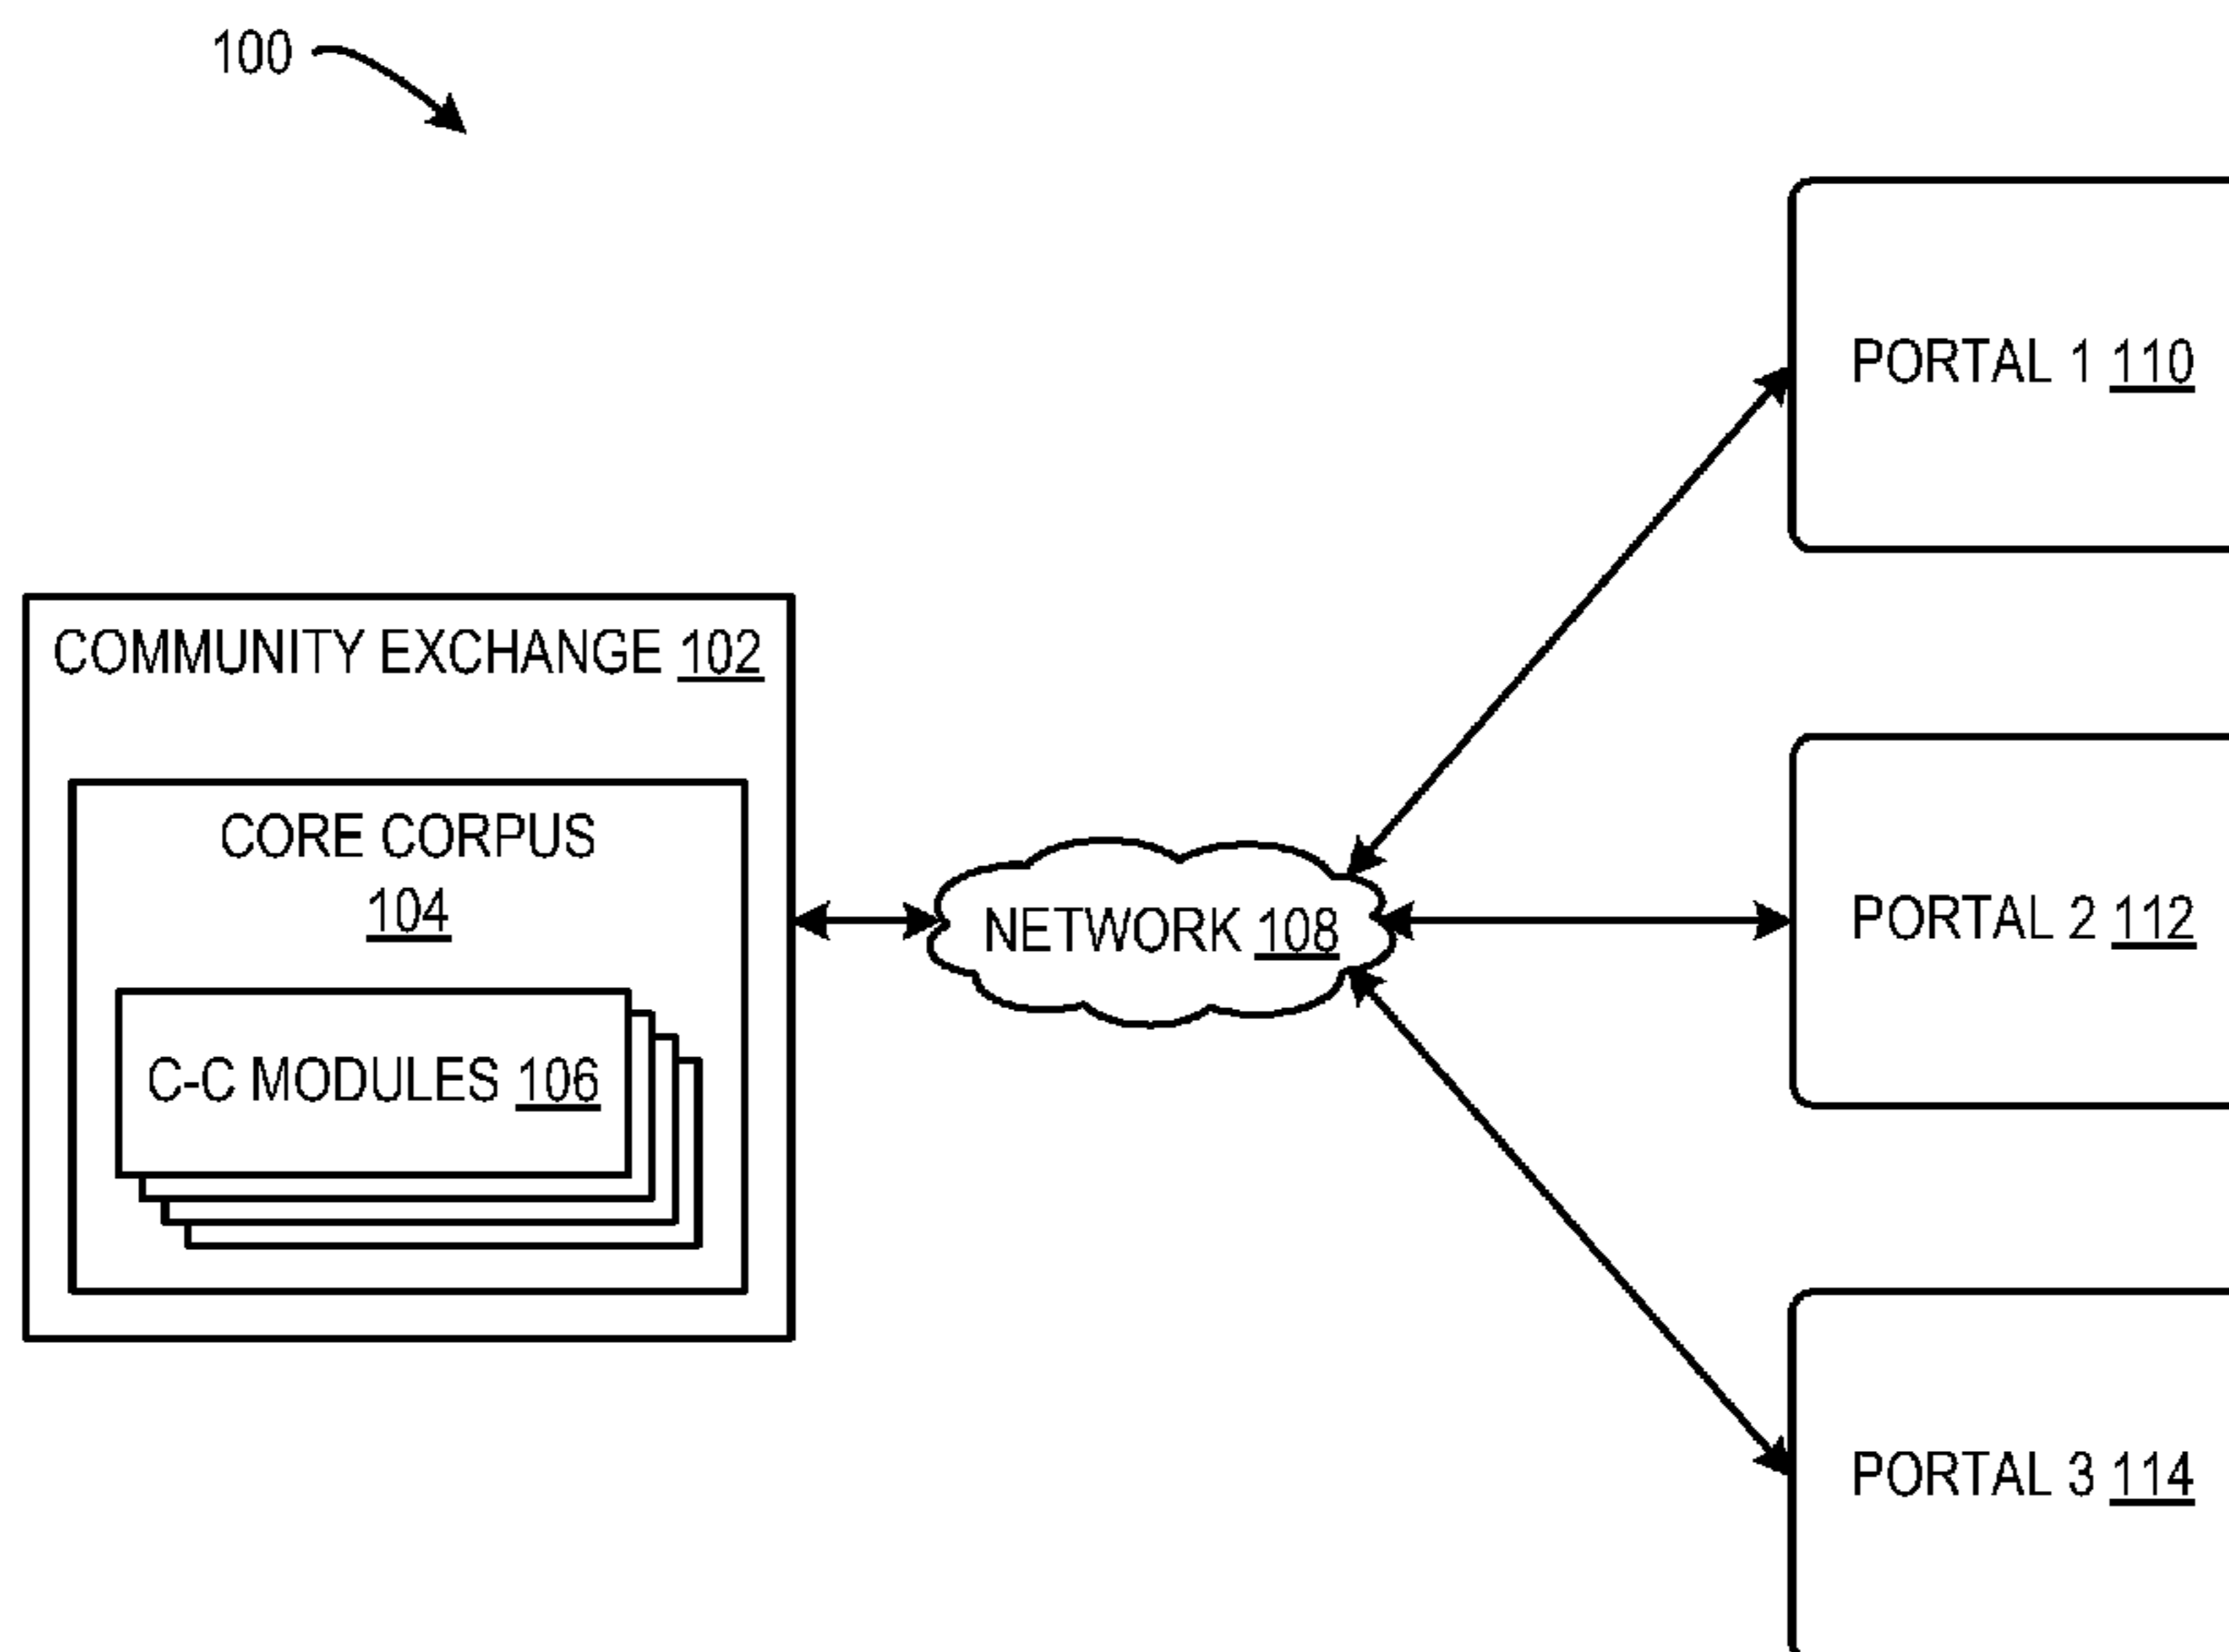 100
COMMUNITY EXCHANGE 102
CORE CORPUS
104
C-C MODULES 106
NETWORK 108
PORTAL 1 110
PORTAL 2 112
PORTAL 3 114